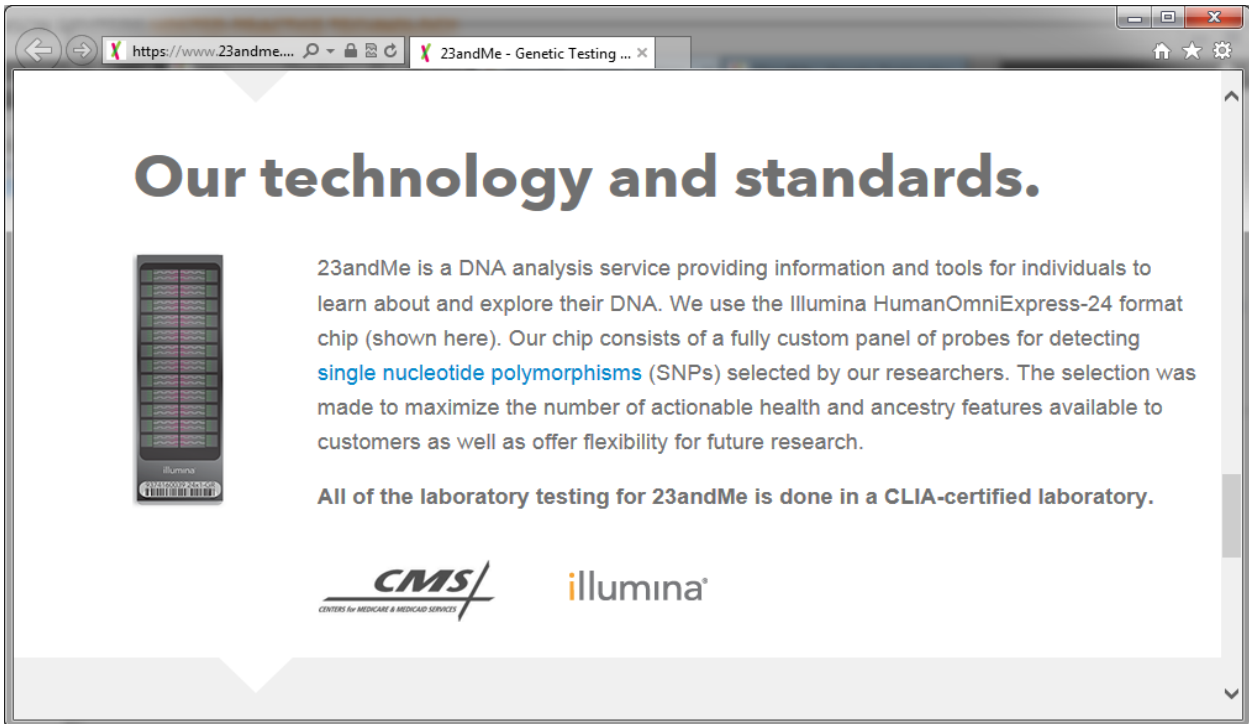 https://www.23andme....
23andMe - Genetic Testing ...
Our technology and standards.
23andMe is a DNA analysis service providing information and tools for individuals to
learn about and explore their DNA. We use the Illumina HumanOmniExpress-24 format
chip (shown here). Our chip consists of a fully custom panel of probes for detecting
single nucleotide polymorphisms (SNPs) selected by our researchers. The selection was
made to maximize the number of actionable health and ancestry features available to
customers as well as offer flexibility for future research.
illumina
All of the laboratory testing for 23andMe is done in a CLIA-certified laboratory.
CMS
CENTERS for MEDICARE & MEDICAID SERVICES
illumina